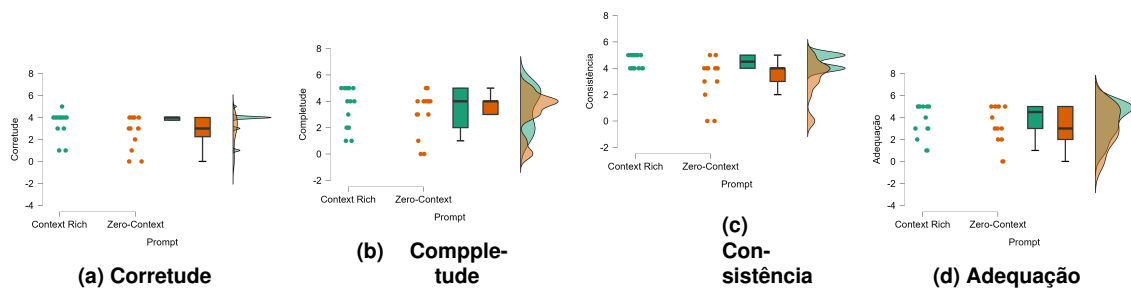 8
6
4
2
0
-2
-4
Corretude
Context Rich Zero-Context
Prompt
(a) Corretude
8
6
4
2
0
-2
Completude
Context Rich Zero-Context
Prompt
(b) Compple-
tude
8
6
4
2
0
-2
Consistência
Context Rich Zero-Context
Prompt
(c)
Con-
sistência
8
6
4
2
0
-2
-4
Adequação
Context Rich Zero-Context
Prompt
(d) Adequação